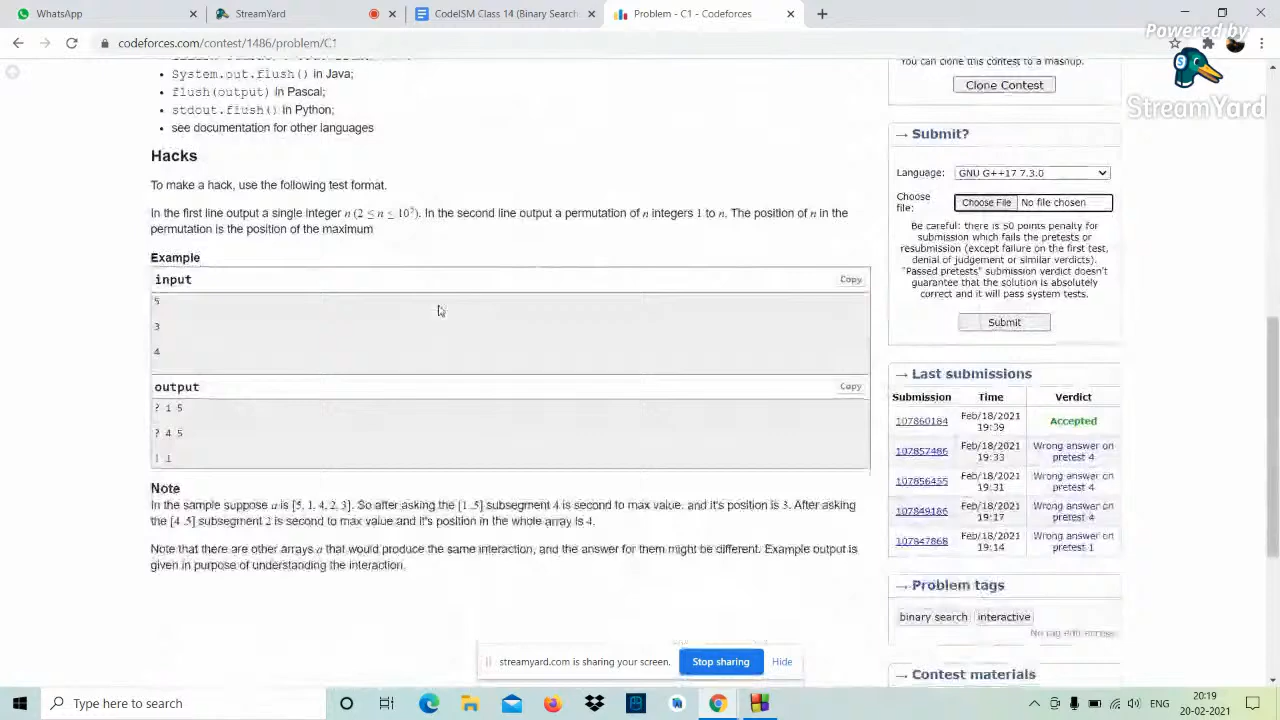 WhatsApp
StreamYard
CodeISM Class 14 (Binary Search
Problem - C1 - Codeforces
codeforces.com/contest/1486/problem/C1
Powered by
StreamYard
System.out.flush() in Java;
flush(output) in Pascal;
stdout.flush() in Python;
see documentation for other languages
Hacks
To make a hack, use the following test format.
In the first line output a single integer n (2 ≤ n ≤ 10^5). In the second line output a permutation of n integers 1 to n. The position of n in the
permutation is the position of the maximum
Example
input
Copy
5
3
4
output
Copy
? 1 5
? 4 5
! 1
Note
In the sample suppose a is [5, 1, 4, 2, 3]. So after asking the [1..5] subsegment 4 is second to max value, and it's position is 3. After asking
the [4..5] subsegment 2 is second to max value and it's position in the whole array is 4.
Note that there are other arrays a that would produce the same interaction, and the answer for them might be different. Example output is
given in purpose of understanding the interaction.
You can clone this contest to a mashup.
Clone Contest
→ Submit?
Language: GNU G++17 7.3.0
Choose file: Choose File No file chosen
Be careful: there is 50 points penalty for
submission which fails the pretests or
resubmission (except failure on the first test,
denial of judgement or similar verdicts).
"Passed pretests" submission verdict doesn't
guarantee that the solution is absolutely
correct and it will pass system tests.
Submit
→ Last submissions
Submission Time Verdict
107860184 Feb/18/2021 19:39 Accepted
107857486 Feb/18/2021 19:33 Wrong answer on pretest 4
107856455 Feb/18/2021 19:31 Wrong answer on pretest 4
107849186 Feb/18/2021 19:17 Wrong answer on pretest 4
107847868 Feb/18/2021 19:14 Wrong answer on pretest 1
→ Problem tags
binary search interactive
No tag edit access
→ Contest materials
streamyard.com is sharing your screen.
Stop sharing
Hide
Type here to search
ENG
20:19
20-02-2021